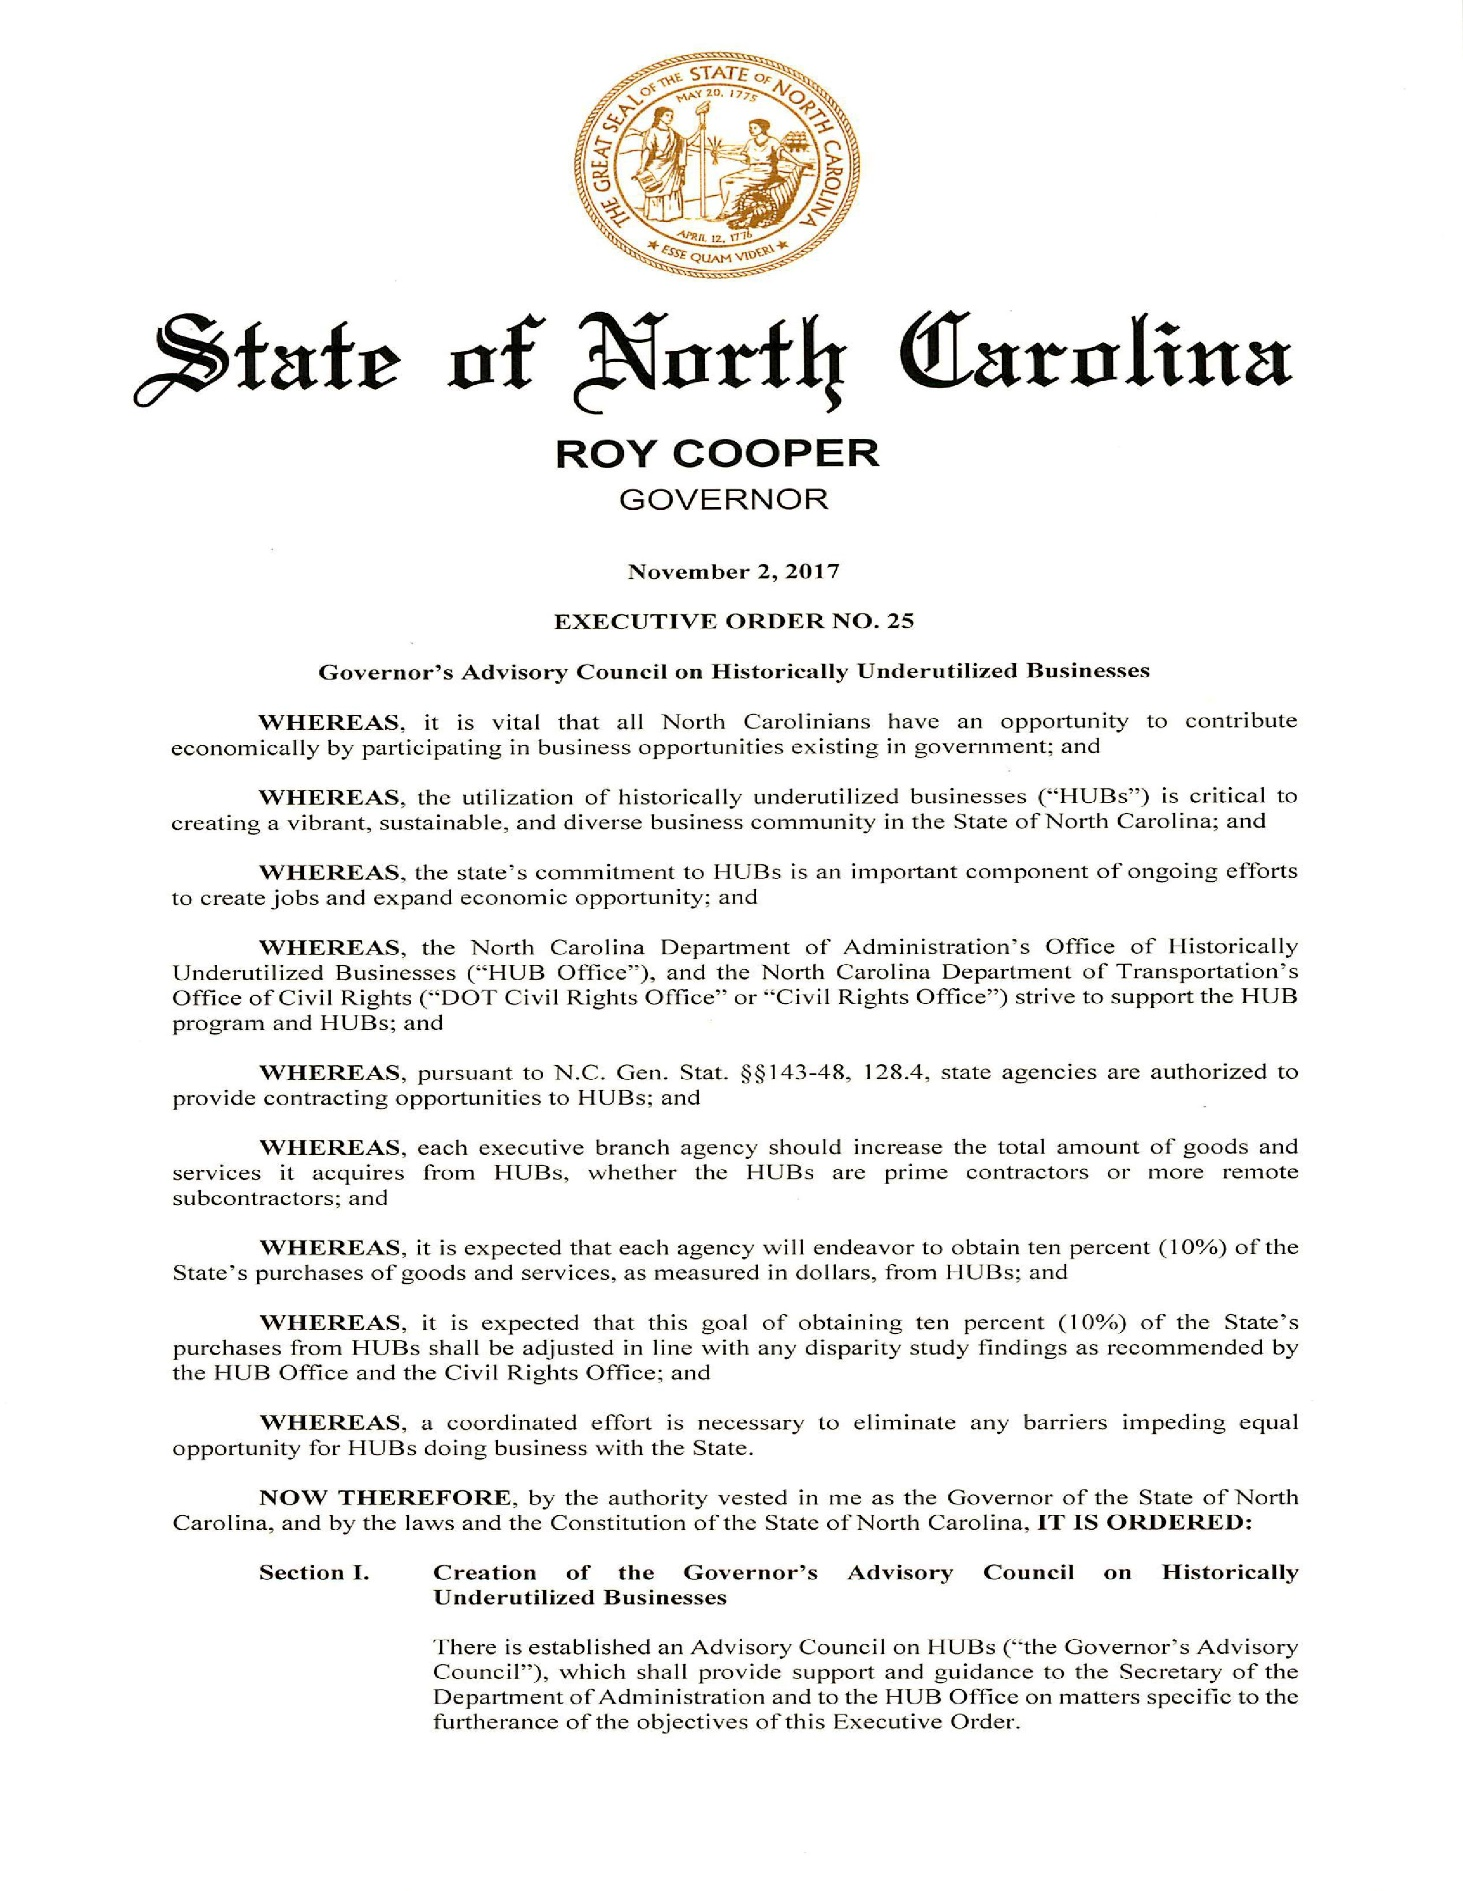 THE GREAT SEAL OF THE STATE OF NORTH CAROLINA
MAY 20, 1775
APRIL 12, 1776
★ ESSE QUAM VIDERI ★
State of North Carolina
ROY COOPER
GOVERNOR
November 2, 2017
EXECUTIVE ORDER NO. 25
Governor's Advisory Council on Historically Underutilized Businesses
WHEREAS, it is vital that all North Carolinians have an opportunity to contribute
economically by participating in business opportunities existing in government; and
WHEREAS, the utilization of historically underutilized businesses (“HUBs”) is critical to
creating a vibrant, sustainable, and diverse business community in the State of North Carolina; and
WHEREAS, the state's commitment to HUBs is an important component of ongoing efforts
to create jobs and expand economic opportunity; and
WHEREAS, the North Carolina Department of Administration's Office of Historically
Underutilized Businesses (“HUB Office”), and the North Carolina Department of Transportation's
Office of Civil Rights (“DOT Civil Rights Office” or “Civil Rights Office”) strive to support the HUB
program and HUBs; and
WHEREAS, pursuant to N.C. Gen. Stat. §§143-48, 128.4, state agencies are authorized to
provide contracting opportunities to HUBs; and
WHEREAS, each executive branch agency should increase the total amount of goods and
services it acquires from HUBs, whether the HUBs are prime contractors or more remote
subcontractors; and
WHEREAS, it is expected that each agency will endeavor to obtain ten percent (10%) of the
State's purchases of goods and services, as measured in dollars, from HUBs; and
WHEREAS, it is expected that this goal of obtaining ten percent (10%) of the State's
purchases from HUBs shall be adjusted in line with any disparity study findings as recommended by
the HUB Office and the Civil Rights Office; and
WHEREAS, a coordinated effort is necessary to eliminate any barriers impeding equal
opportunity for HUBs doing business with the State.
NOW THEREFORE, by the authority vested in me as the Governor of the State of North
Carolina, and by the laws and the Constitution of the State of North Carolina, IT IS ORDERED:
Section I. Creation of the Governor's Advisory Council on Historically
Underutilized Businesses
There is established an Advisory Council on HUBs (“the Governor's Advisory
Council”), which shall provide support and guidance to the Secretary of the
Department of Administration and to the HUB Office on matters specific to the
furtherance of the objectives of this Executive Order.